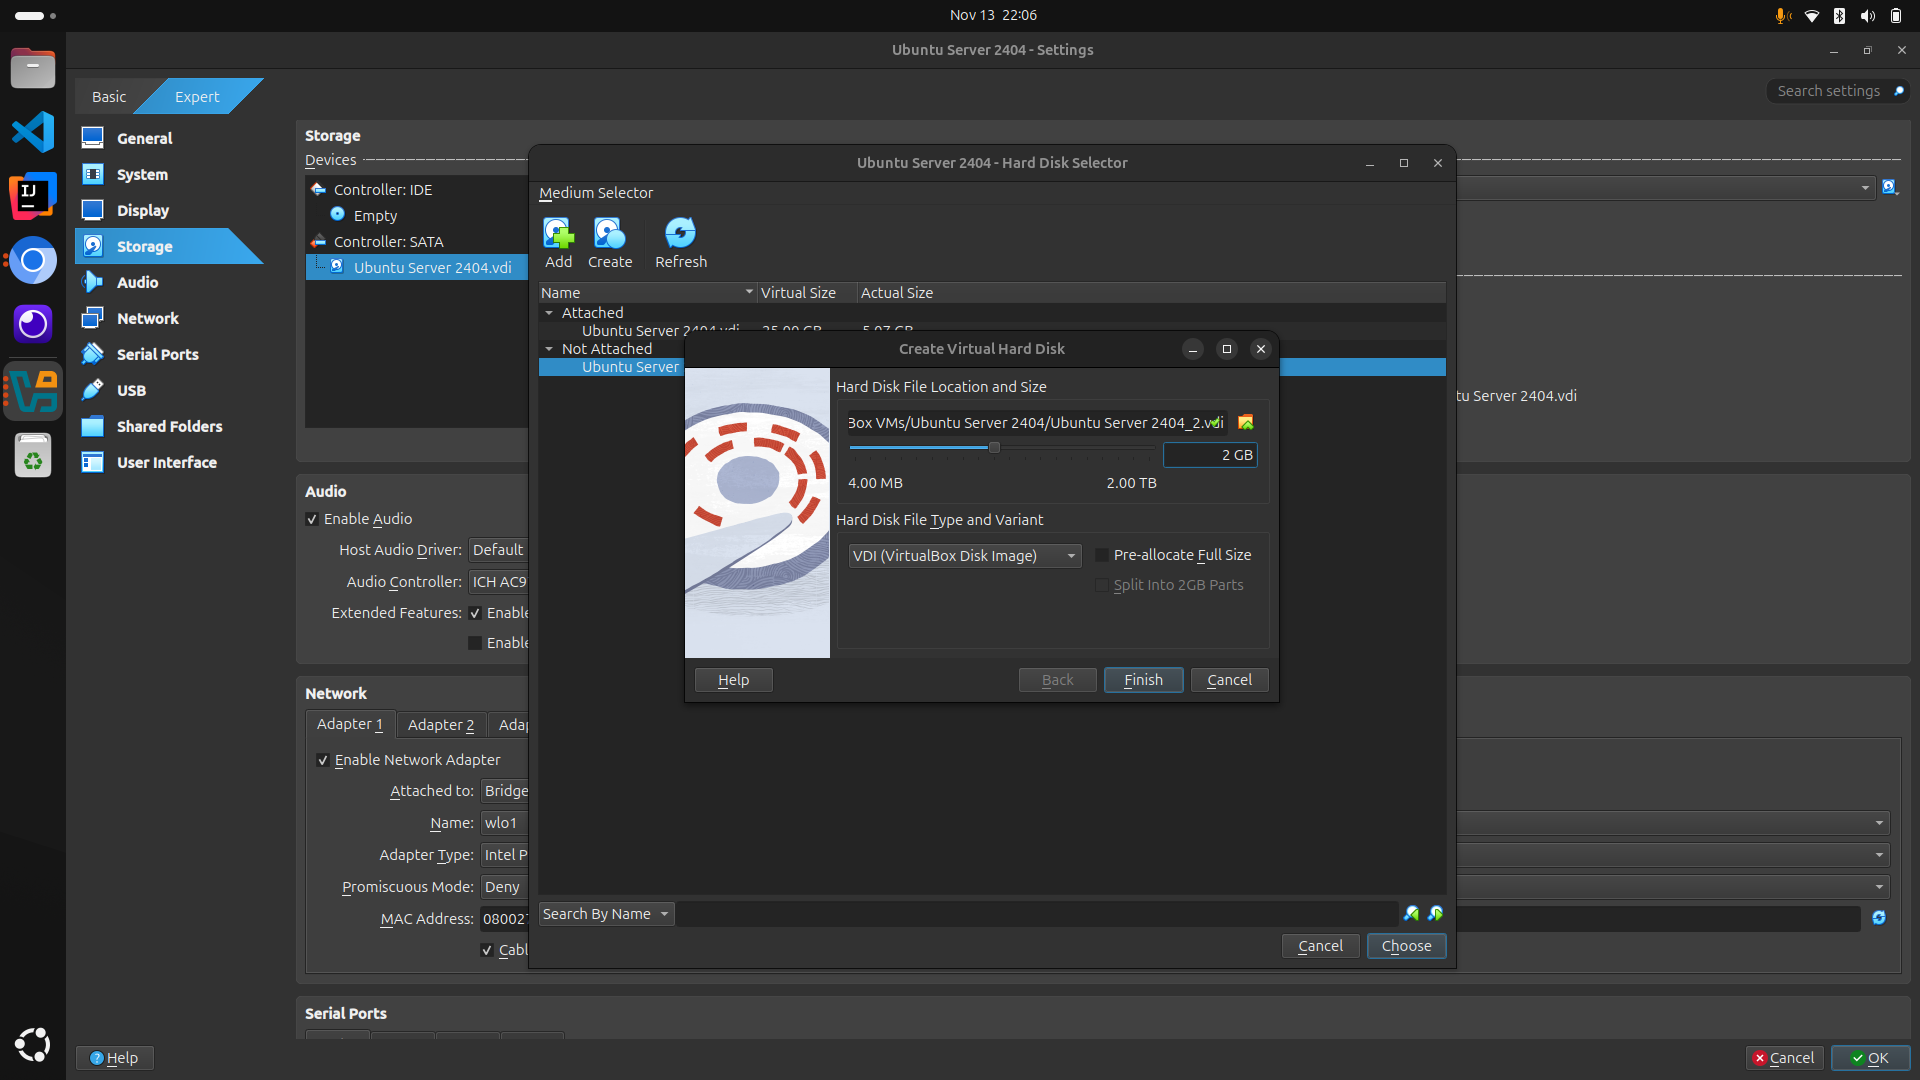 Nov 13 22:06
Ubuntu Server 2404 - Settings
Basic
Expert
Search settings
General
System
Display
Storage
Audio
Network
Serial Ports
USB
Shared Folders
User Interface
Storage
Devices
Controller: IDE
Empty
Controller: SATA
Ubuntu Server 2404.vdi
tu Server 2404.vdi
Audio
Enable Audio
Host Audio Driver: Default
Audio Controller: ICH AC9
Extended Features: Enable
Enable
Network
Adapter 1
Adapter 2
Adap
Enable Network Adapter
Attached to: Bridge
Name: wlo1
Adapter Type: Intel P
Promiscuous Mode: Deny
MAC Address: 080027
Cabl
Serial Ports
Help
Cancel
OK
Ubuntu Server 2404 - Hard Disk Selector
Medium Selector
Add
Create
Refresh
Name Virtual Size Actual Size
Attached
Ubuntu Server 2404.vdi 25.00 GB 5.97 GB
Not Attached
Ubuntu Server
Search By Name
Cancel
Choose
Create Virtual Hard Disk
Hard Disk File Location and Size
Box VMs/Ubuntu Server 2404/Ubuntu Server 2404_2.vdi
2 GB
4.00 MB 2.00 TB
Hard Disk File Type and Variant
VDI (VirtualBox Disk Image)
Pre-allocate Full Size
Split Into 2GB Parts
Help
Back
Finish
Cancel